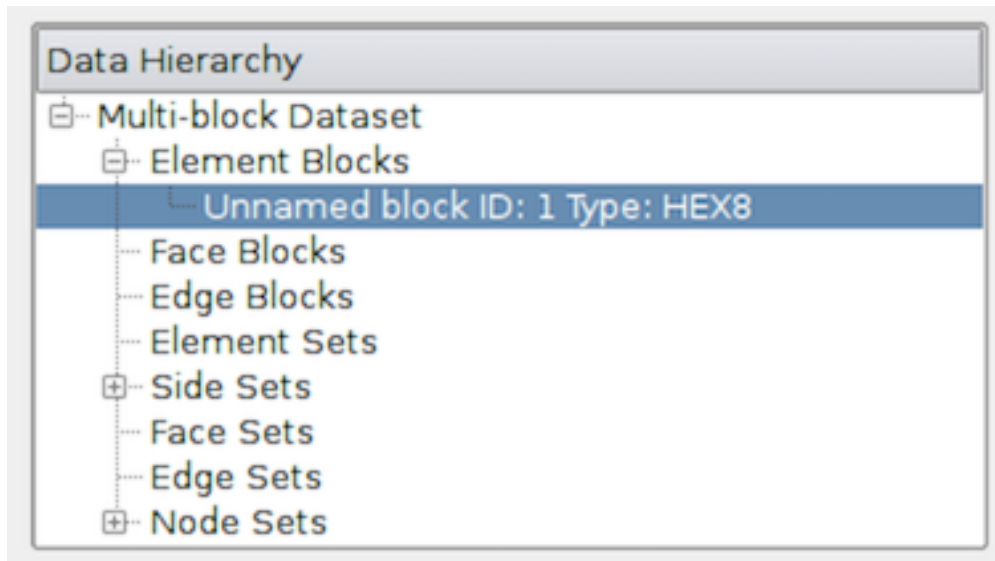 Data Hierarchy
Multi-block Dataset
Element Blocks
Unnamed block ID: 1 Type: HEX8
Face Blocks
Edge Blocks
Element Sets
Side Sets
Face Sets
Edge Sets
Node Sets